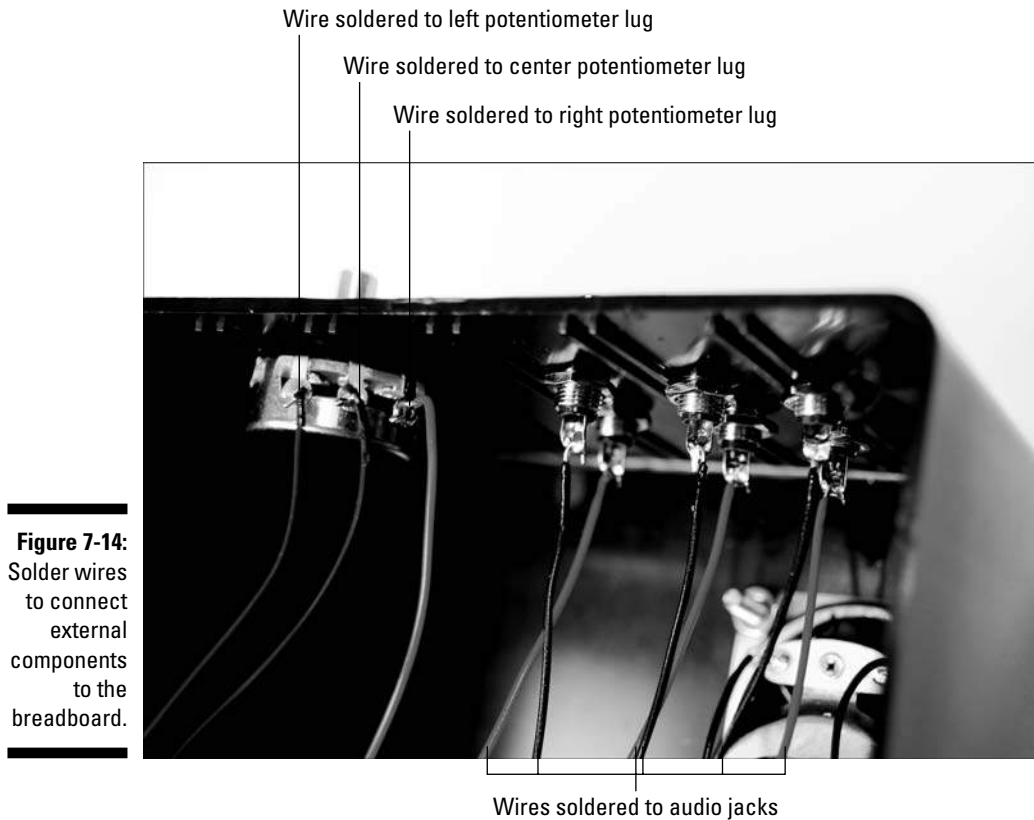 Wire soldered to left potentiometer lug
Wire soldered to center potentiometer lug
Wire soldered to right potentiometer lug
Figure 7-14:
Solder wires
to connect
external
components
to the
breadboard.
Wires soldered to audio jacks